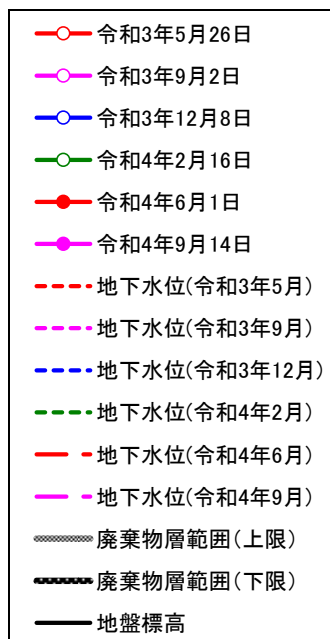 令和3年5月26日
令和3年9月2日
令和3年12月8日
令和4年2月16日
令和4年6月1日
令和4年9月14日
地下水位(令和3年5月)
地下水位(令和3年9月)
地下水位(令和3年12月)
地下水位(令和4年2月)
地下水位(令和4年6月)
地下水位(令和4年9月)
廃棄物層範囲(上限)
廃棄物層範囲(下限)
地盤標高